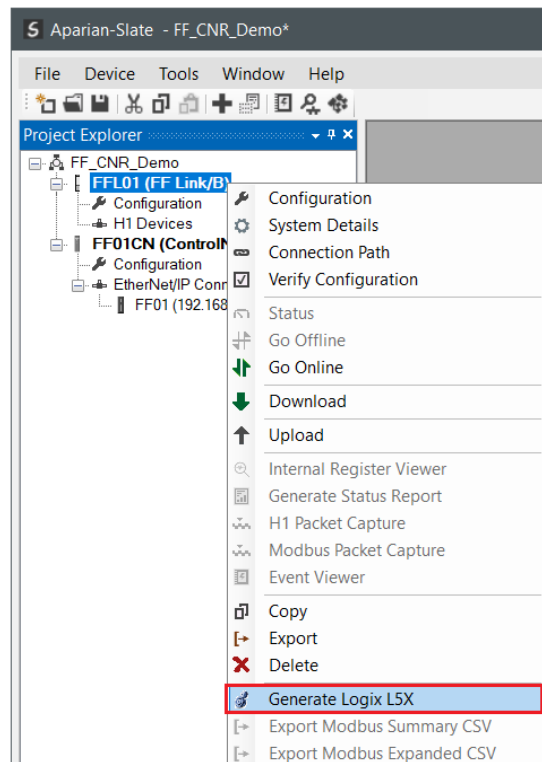 S Aparian-Slate - FF_CNR_Demo*
File Device Tools Window Help
Project Explorer
FF_CNR_Demo
FFL01 (FF Link/B)
Configuration
H1 Devices
FF01CN (ControlN
Configuration
EtherNet/IP Conn
FF01 (192.168
Configuration
System Details
Connection Path
Verify Configuration
Status
Go Offline
Go Online
Download
Upload
Internal Register Viewer
Generate Status Report
H1 Packet Capture
Modbus Packet Capture
Event Viewer
Copy
Export
Delete
Generate Logix L5X
Export Modbus Summary CSV
Export Modbus Expanded CSV